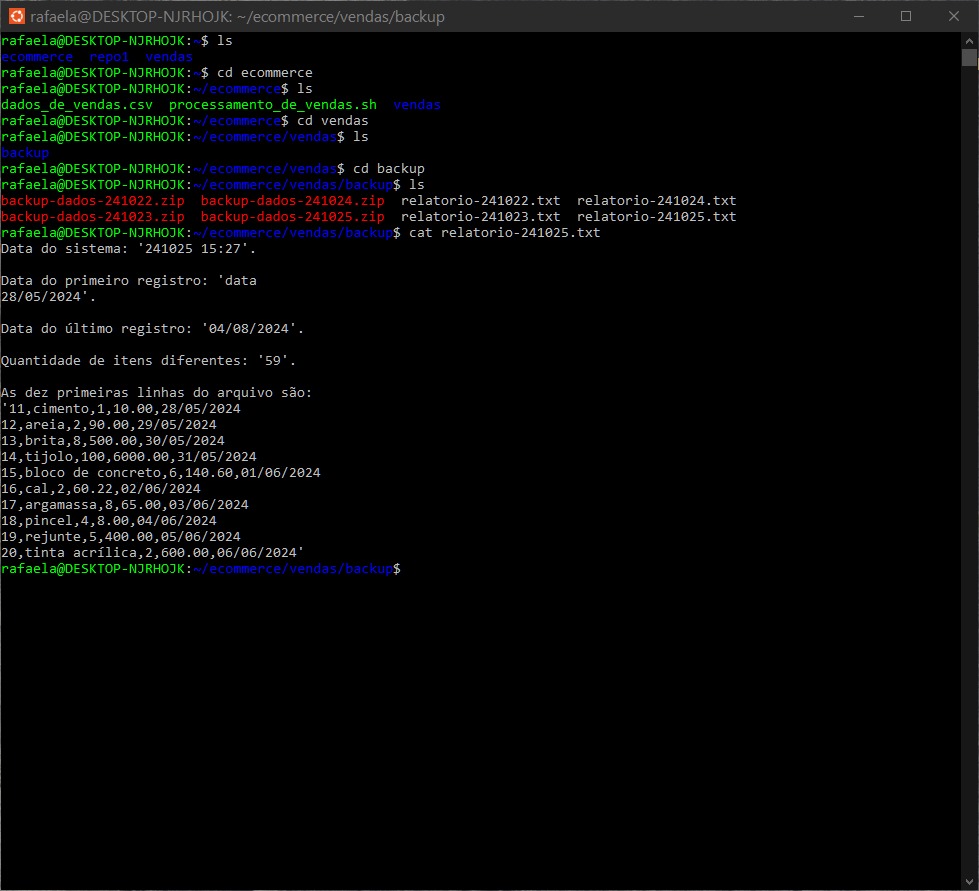 rafaela@DESKTOP-NJRHOJK: ~/ecommerce/vendas/backup
rafaela@DESKTOP-NJRHOJK:~$ ls
ecommerce  repo1  vendas
rafaela@DESKTOP-NJRHOJK:~$ cd ecommerce
rafaela@DESKTOP-NJRHOJK:~/ecommerce$ ls
dados_de_vendas.csv  processamento_de_vendas.sh  vendas
rafaela@DESKTOP-NJRHOJK:~/ecommerce$ cd vendas
rafaela@DESKTOP-NJRHOJK:~/ecommerce/vendas$ ls
backup
rafaela@DESKTOP-NJRHOJK:~/ecommerce/vendas$ cd backup
rafaela@DESKTOP-NJRHOJK:~/ecommerce/vendas/backup$ ls
backup-dados-241022.zip  backup-dados-241024.zip  relatorio-241022.txt  relatorio-241024.txt
backup-dados-241023.zip  backup-dados-241025.zip  relatorio-241023.txt  relatorio-241025.txt
rafaela@DESKTOP-NJRHOJK:~/ecommerce/vendas/backup$ cat relatorio-241025.txt
Data do sistema: '241025 15:27'.
Data do primeiro registro: 'data
28/05/2024'.
Data do último registro: '04/08/2024'.
Quantidade de itens diferentes: '59'.
As dez primeiras linhas do arquivo são:
'11,cimento,1,10.00,28/05/2024
12,areia,2,90.00,29/05/2024
13,brita,8,500.00,30/05/2024
14,tijolo,100,6000.00,31/05/2024
15,bloco de concreto,6,140.60,01/06/2024
16,cal,2,60.22,02/06/2024
17,argamassa,8,65.00,03/06/2024
18,pincel,4,8.00,04/06/2024
19,rejunte,5,400.00,05/06/2024
20,tinta acrílica,2,600.00,06/06/2024'
rafaela@DESKTOP-NJRHOJK:~/ecommerce/vendas/backup$